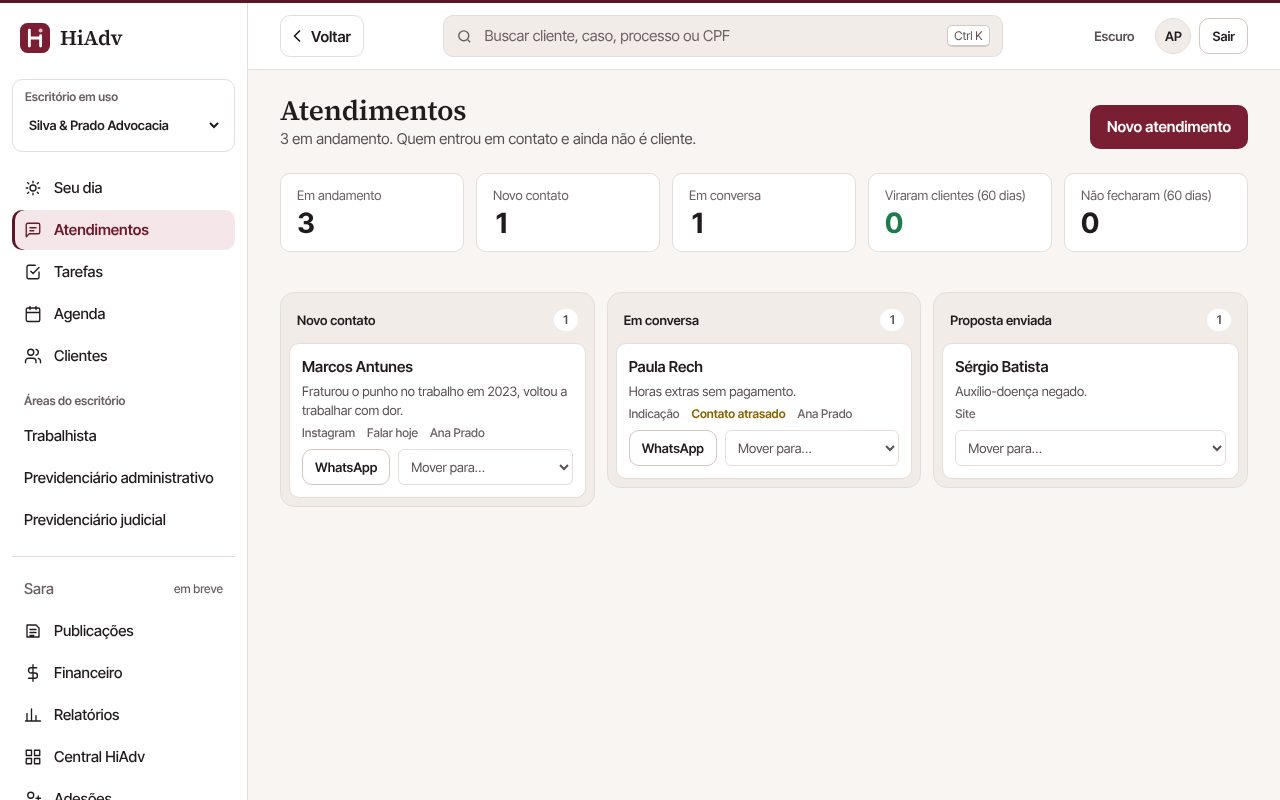 HiAdv
Escritório em uso
Silva & Prado Advocacia
Seu dia
Atendimentos
Tarefas
Agenda
Clientes
Áreas do escritório
Trabalhista
Previdenciário administrativo
Previdenciário judicial
Sara em breve
Publicações
Financeiro
Relatórios
Central HiAdv
Adesões
Voltar
Buscar cliente, caso, processo ou CPF
Ctrl K
Escuro
AP
Sair
Atendimentos
3 em andamento. Quem entrou em contato e ainda não é cliente.
Novo atendimento
Em andamento
3
Novo contato
1
Em conversa
1
Viraram clientes (60 dias)
0
Não fecharam (60 dias)
0
Novo contato 1
Marcos Antunes
Fraturou o punho no trabalho em 2023, voltou a
trabalhar com dor.
Instagram Falar hoje Ana Prado
WhatsApp Mover para...
Em conversa 1
Paula Rech
Horas extras sem pagamento.
Indicação Contato atrasado Ana Prado
WhatsApp Mover para...
Proposta enviada 1
Sérgio Batista
Auxílio-doença negado.
Site
Mover para...